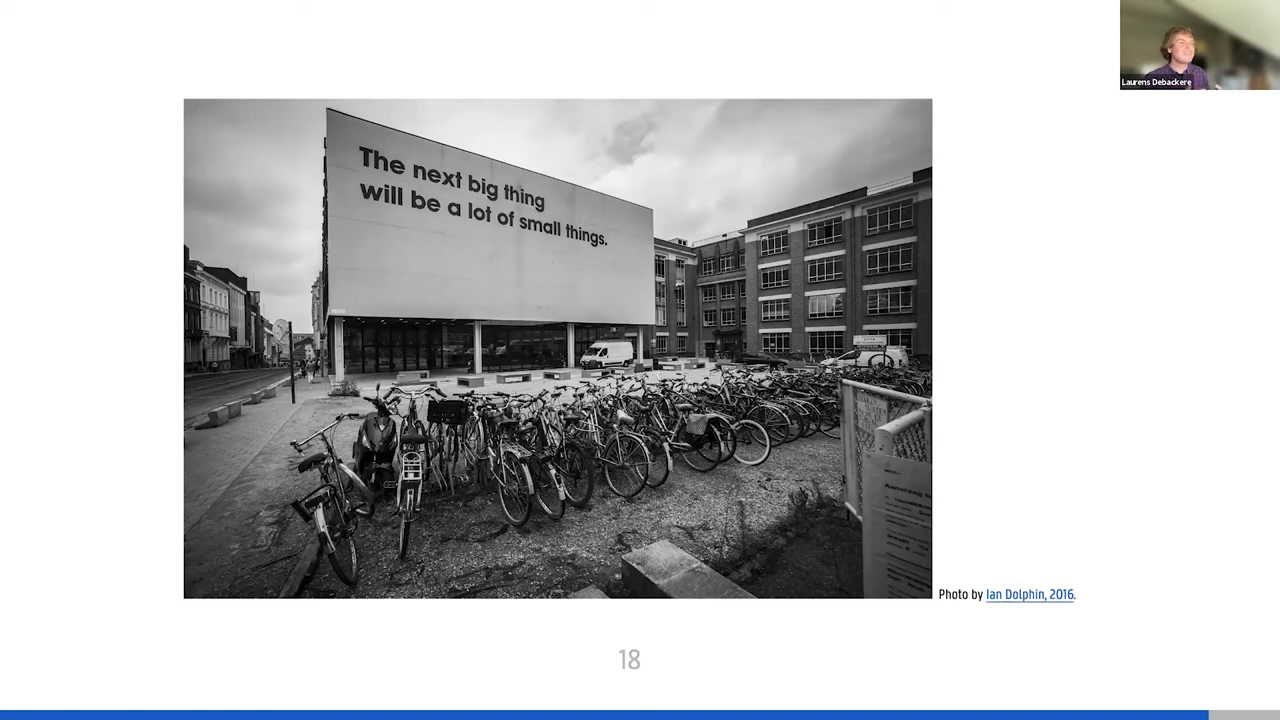 Laurens Debackere
The next big thing
will be a lot of small things.
Photo by Ian Dolphin, 2016.
18